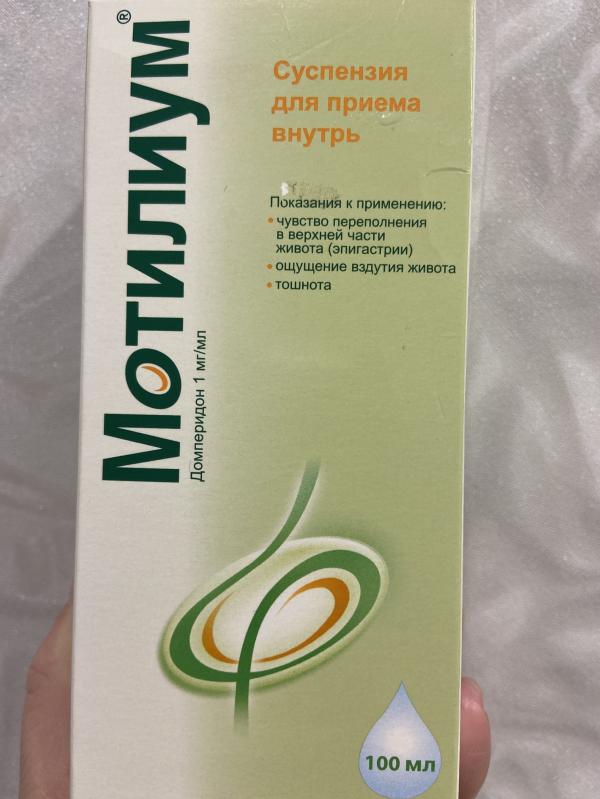 Мотилиум®
Домперидон 1 мг/мл
Суспензия
для приема
внутрь
Показания к применению:
• чувство переполнения
в верхней части
живота (эпигастрии)
• ощущение вздутия живота
• тошнота
100 мл